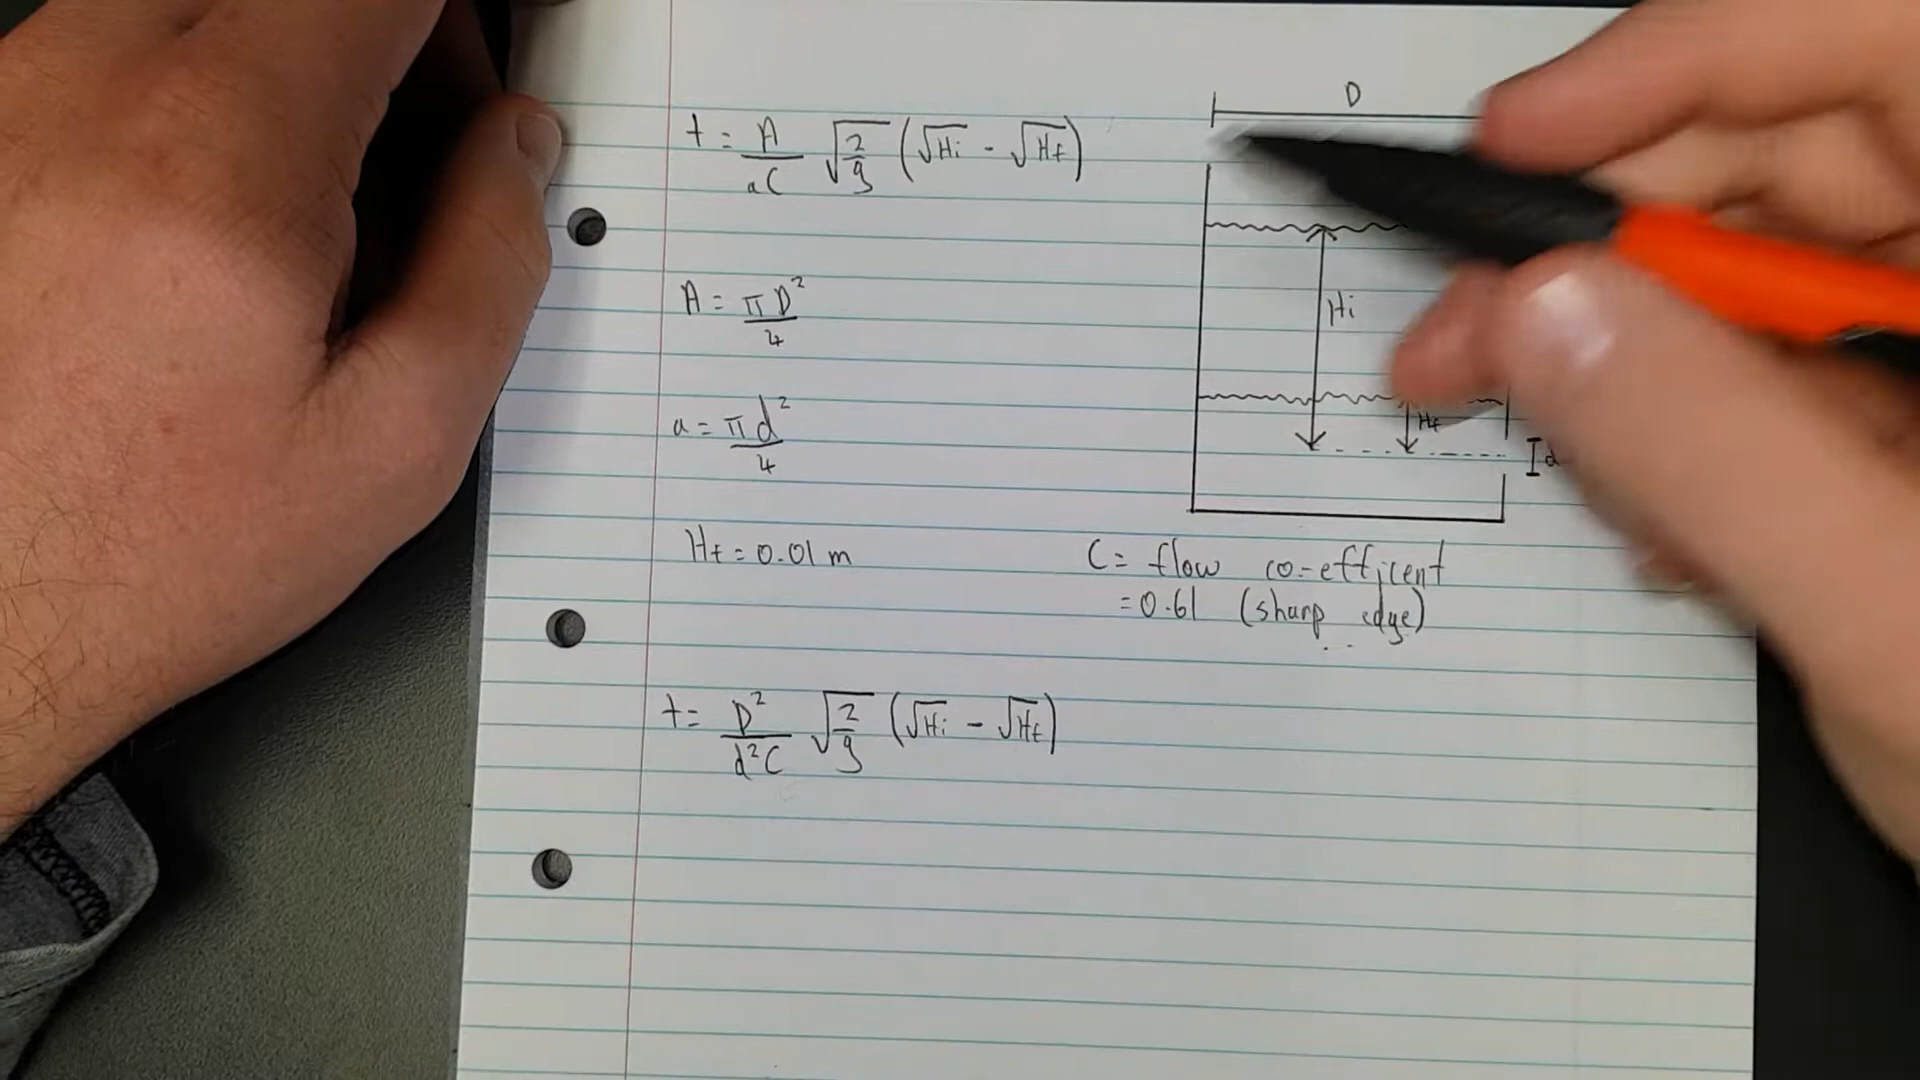 t = A/aC √2/g (√Hi - √Hf)
A = πD²/4
a = πd²/4
Hf = 0.01 m
t = D²/d²C √2/g (√Hi - √Hf)
D
Hi
Hf
d
C = flow co-efficent
= 0.61 (sharp edge)